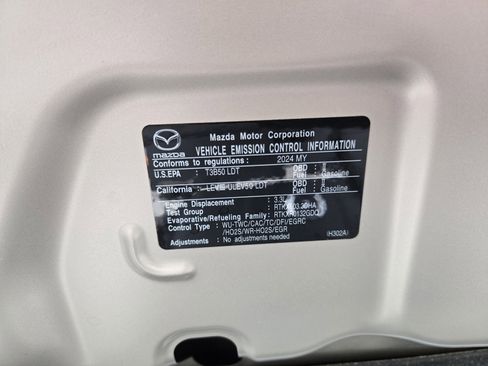 mazda
Mazda Motor Corporation
VEHICLE EMISSION CONTROL INFORMATION
Conforms to regulations: 2024 MY
U.S.EPA : T3B50 LDT OBD : Fuel : Gasoline
California : ULEV50 LDT OBD : Fuel : Gasoline
Engine Displacement : 3.3L
Test Group :
Evaporative/Refueling Family :
Control Type : WU-TWC/CAC/TC/DFI/EGRC
/HO2S/WR-HO2S/EGR
Adjustments : No adjustments needed. (H302A)